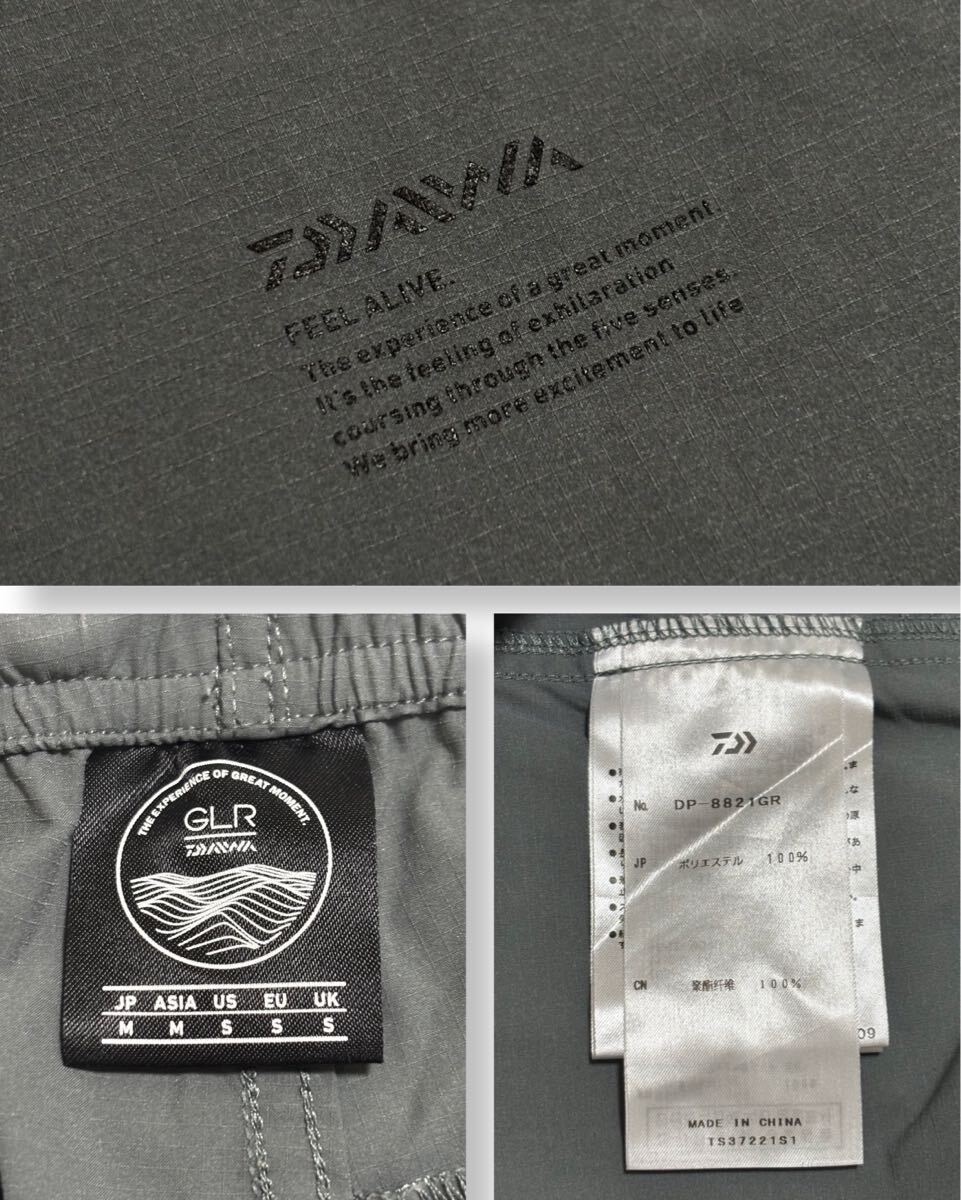 DAIWA
FEEL ALIVE.
The experience of a great moment.
It's the feeling of exhilaration
coursing through the five senses.
We bring more excitement to life
THE EXPERIENCE OF GREAT MOMENT.
GLR
DAIWA
JP ASIA US EU UK
M M S S S
No. DP-8821GR
JP ポリエステル 100%
CN 聚酯纤维 100%
09
MADE IN CHINA
TS37221S1